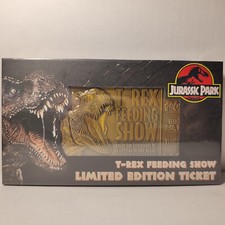 JURASSIC PARK
T-REX
FEEDING
SHOW
T-REX FEEDING SHOW
LIMITED EDITION TICKET